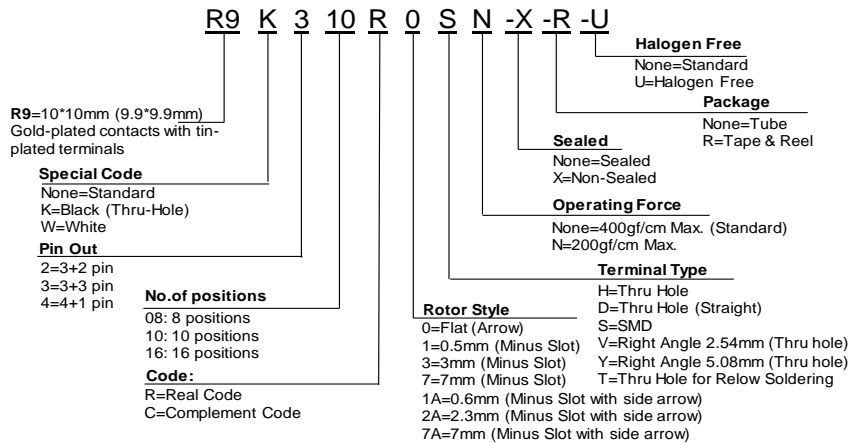 R9 K 3 10 R 0 S N -X -R -U
Halogen Free
None=Standard
U=Halogen Free
Package
None=Tube
R=Tape & Reel
R9=10*10mm (9.9*9.9mm)
Gold-plated contacts with tin-
plated terminals
Sealed
None=Sealed
X=Non-Sealed
Special Code
None=Standard
K=Black (Thru-Hole)
W=White
Operating Force
None=400gf/cm Max. (Standard)
N=200gf/cm Max.
Pin Out
2=3+2 pin
3=3+3 pin
4=4+1 pin
Terminal Type
H=Thru Hole
D=Thru Hole (Straight)
S=SMD
V=Right Angle 2.54mm (Thru hole)
Y=Right Angle 5.08mm (Thru hole)
T=Thru Hole for Relow Soldering
No.of positions
08: 8 positions
10: 10 positions
16: 16 positions
Rotor Style
0=Flat (Arrow)
1=0.5mm (Minus Slot)
3=3mm (Minus Slot)
7=7mm (Minus Slot)
1A=0.6mm (Minus Slot with side arrow)
2A=2.3mm (Minus Slot with side arrow)
7A=7mm (Minus Slot with side arrow)
Code:
R=Real Code
C=Complement Code